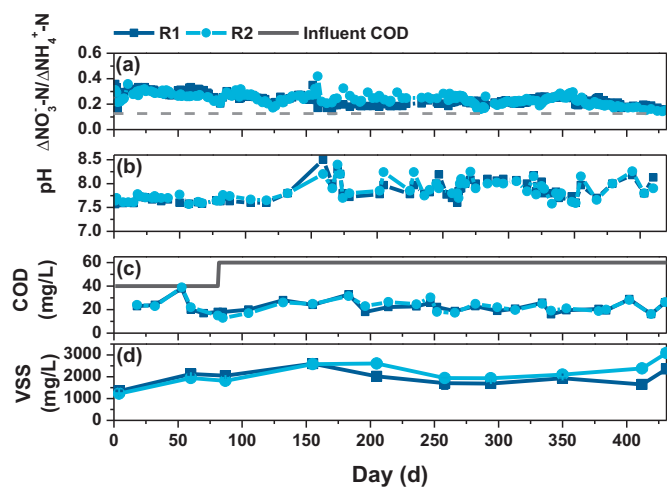 R1 R2 Influent COD
ΔNO₃⁻-N/ΔNH₄⁺-N
0.6
0.4
0.2
0.0
(a)
pH
8.5
8.0
7.5
7.0
(b)
COD
(mg/L)
60
40
20
0
(c)
VSS
(mg/L)
3000
2000
1000
0
(d)
0 50 100 150 200 250 300 350 400
Day (d)